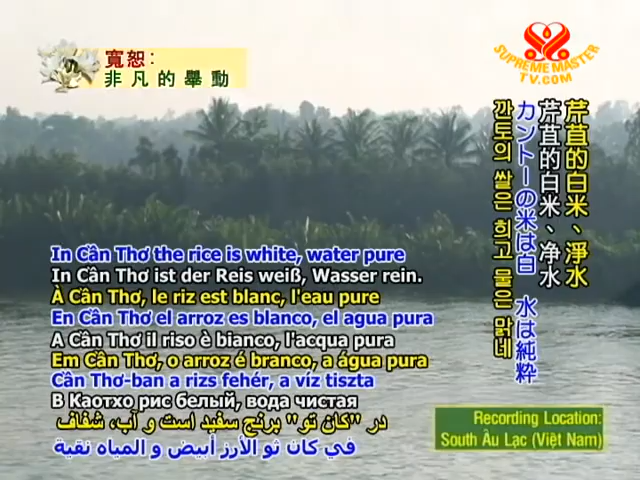 寬恕：
非凡的舉動
SUPREME MASTER
TV.COM
芹苴的白米、淨水
芹苴的白米、净水
カントーの米は白 水は純粋
깐토의 쌀은 희고 물은 맑네
In Cần Thơ the rice is white, water pure
In Cần Thơ ist der Reis weiß, Wasser rein.
À Cần Thơ, le riz est blanc, l'eau pure
En Cần Thơ el arroz es blanco, el agua pura
A Cần Thơ il riso è bianco, l'acqua pura
Em Cần Thơ, o arroz é branco, a água pura
Cần Thơ-ban a rizs fehér, a víz tiszta
В Каотхо рис белый, вода чистая
در "کان تو" برنج سفید است و آب، شفاف
في كان ثو الأرز أبيض و المياه نقية
Recording Location:
South Âu Lạc (Việt Nam)